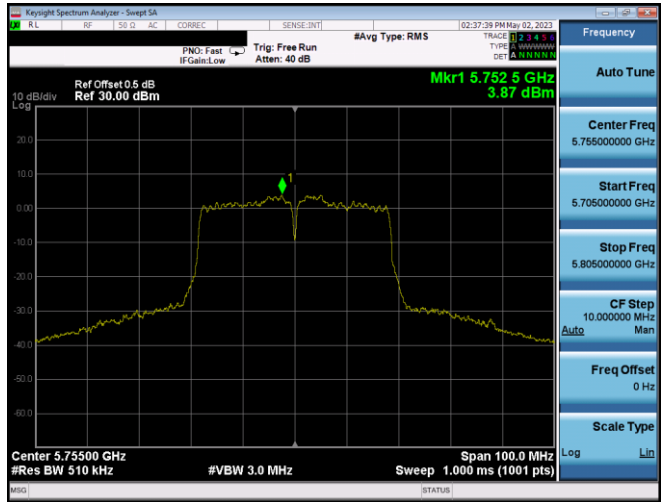 Keysight Spectrum Analyzer - Swept SA
RL RF 50 Ω AC CORREC SENSE:INT 02:37:39 PM May 02, 2023
#Avg Type: RMS TRACE 1 2 3 4 5 6
PNO: Fast Trig: Free Run TYPE A WWWWW
IFGain:Low Atten: 40 dB DET A N N N N N
Mkr1 5.752 5 GHz
Ref Offset 0.5 dB
10 dB/div Ref 30.00 dBm 3.87 dBm
Log
20.0
10.0
1
0.00
-10.0
-20.0
-30.0
-40.0
-50.0
-60.0
Center 5.75500 GHz Span 100.0 MHz
#Res BW 510 kHz #VBW 3.0 MHz Sweep 1.000 ms (1001 pts)
MSG STATUS
Frequency
Auto Tune
Center Freq
5.755000000 GHz
Start Freq
5.705000000 GHz
Stop Freq
5.805000000 GHz
CF Step
10.000000 MHz
Auto Man
Freq Offset
0 Hz
Scale Type
Log Lin